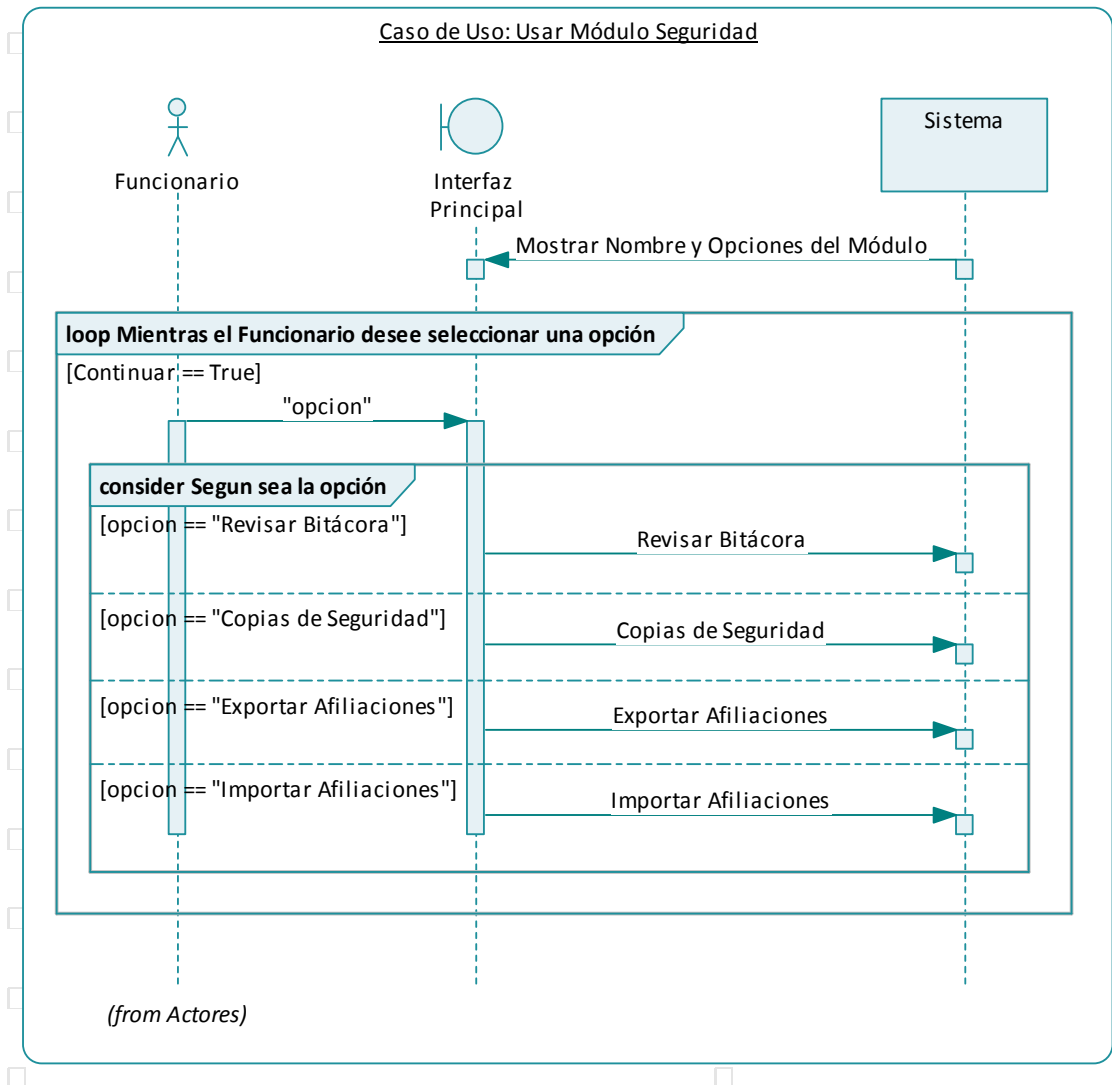 Caso de Uso: Usar Módulo Seguridad
Sistema
Funcionario
Interfaz
Principal
Mostrar Nombre y Opciones del Módulo
loop Mientras el Funcionario desee seleccionar una opción
[Continuar == True]
"opcion"
consider Segun sea la opción
[opcion == "Revisar Bitácora"]
Revisar Bitácora
[opcion == "Copias de Seguridad"]
Copias de Seguridad
[opcion == "Exportar Afiliaciones"]
Exportar Afiliaciones
[opcion == "Importar Afiliaciones"]
Importar Afiliaciones
(from Actores)